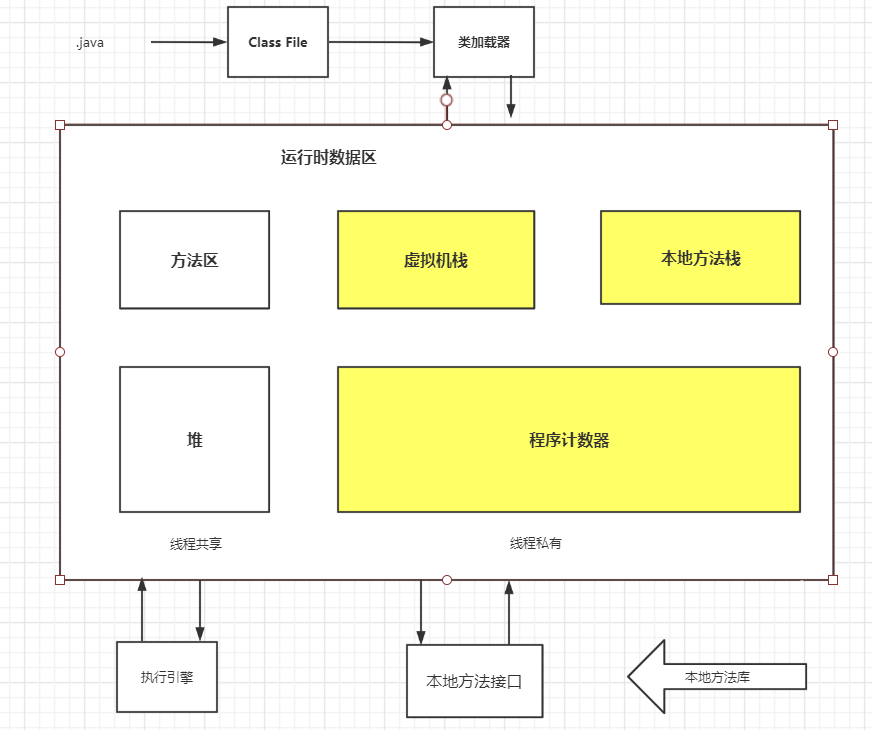 .java
Class File
类加载器
运行时数据区
方法区
虚拟机栈
本地方法栈
堆
程序计数器
线程共享
线程私有
执行引擎
本地方法接口
本地方法库